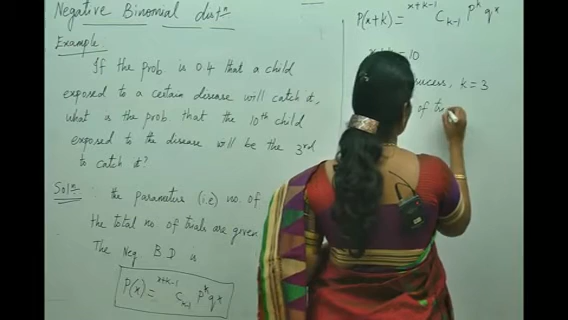 Negative Binomial distⁿ
Example
If the prob. is 0.4 that a child
exposed to a certain disease will catch it,
what is the prob. that the 10th child
exposed to the disease will be the 3rd
to catch it?
Solⁿ: the parameters (i.e) no. of
the total no of trials are given
The Neg B D is
P(x) = ˣ⁺ᵏ⁻¹Cₖ₋₁ pᵏ qˣ
P(x+k) = ˣ⁺ᵏ⁻¹Cₖ₋₁ pᵏ qˣ
x+k = 10
k = 3
of